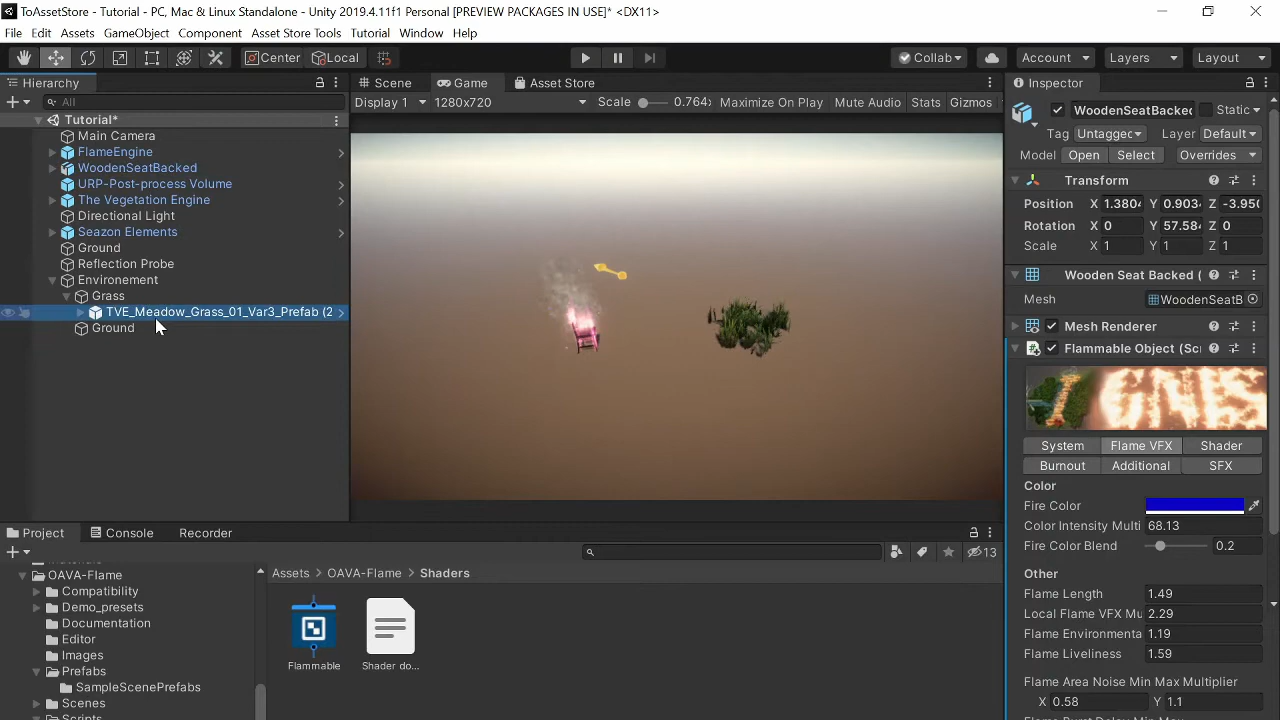 ToAssetStore - Tutorial - PC, Mac & Linux Standalone - Unity 2019.4.11f1 Personal [PREVIEW PACKAGES IN USE]* <DX11>
File Edit Assets GameObject Component Asset Store Tools Tutorial Window Help
Center Local Collab Account Layers Layout
Hierarchy
All
Tutorial*
Main Camera
FlameEngine
WoodenSeatBacked
URP-Post-process Volume
The Vegetation Engine
Directional Light
Seazon Elements
Ground
Reflection Probe
Environement
Grass
TVE_Meadow_Grass_01_Var3_Prefab (2
Ground
Scene Game Asset Store
Display 1 1280x720 Scale 0.764x Maximize On Play Mute Audio Stats Gizmos
Inspector
WoodenSeatBacked Static
Tag Untagged Layer Default
Model Open Select Overrides
Transform
Position X 1.3804 Y 0.903 Z -3.950
Rotation X 0 Y 57.584 Z 0
Scale X 1 Y 1 Z 1
Wooden Seat Backed (
Mesh WoodenSeatB
Mesh Renderer
Flammable Object (Sc
IGNIS
System Flame VFX Shader
Burnout Additional SFX
Color
Fire Color
Color Intensity Multi 68.13
Fire Color Blend 0.2
Other
Flame Length 1.49
Local Flame VFX Mu 2.29
Flame Environmenta 1.19
Flame Liveliness 1.59
Flame Area Noise Min Max Multiplier
X 0.58 Y 1.1
Project Console Recorder
13
OAVA-Flame
Compatibility
Demo_presets
Documentation
Editor
Images
Prefabs
SampleScenePrefabs
Scenes
Scripts
Assets > OAVA-Flame > Shaders
Flammable Shader do...